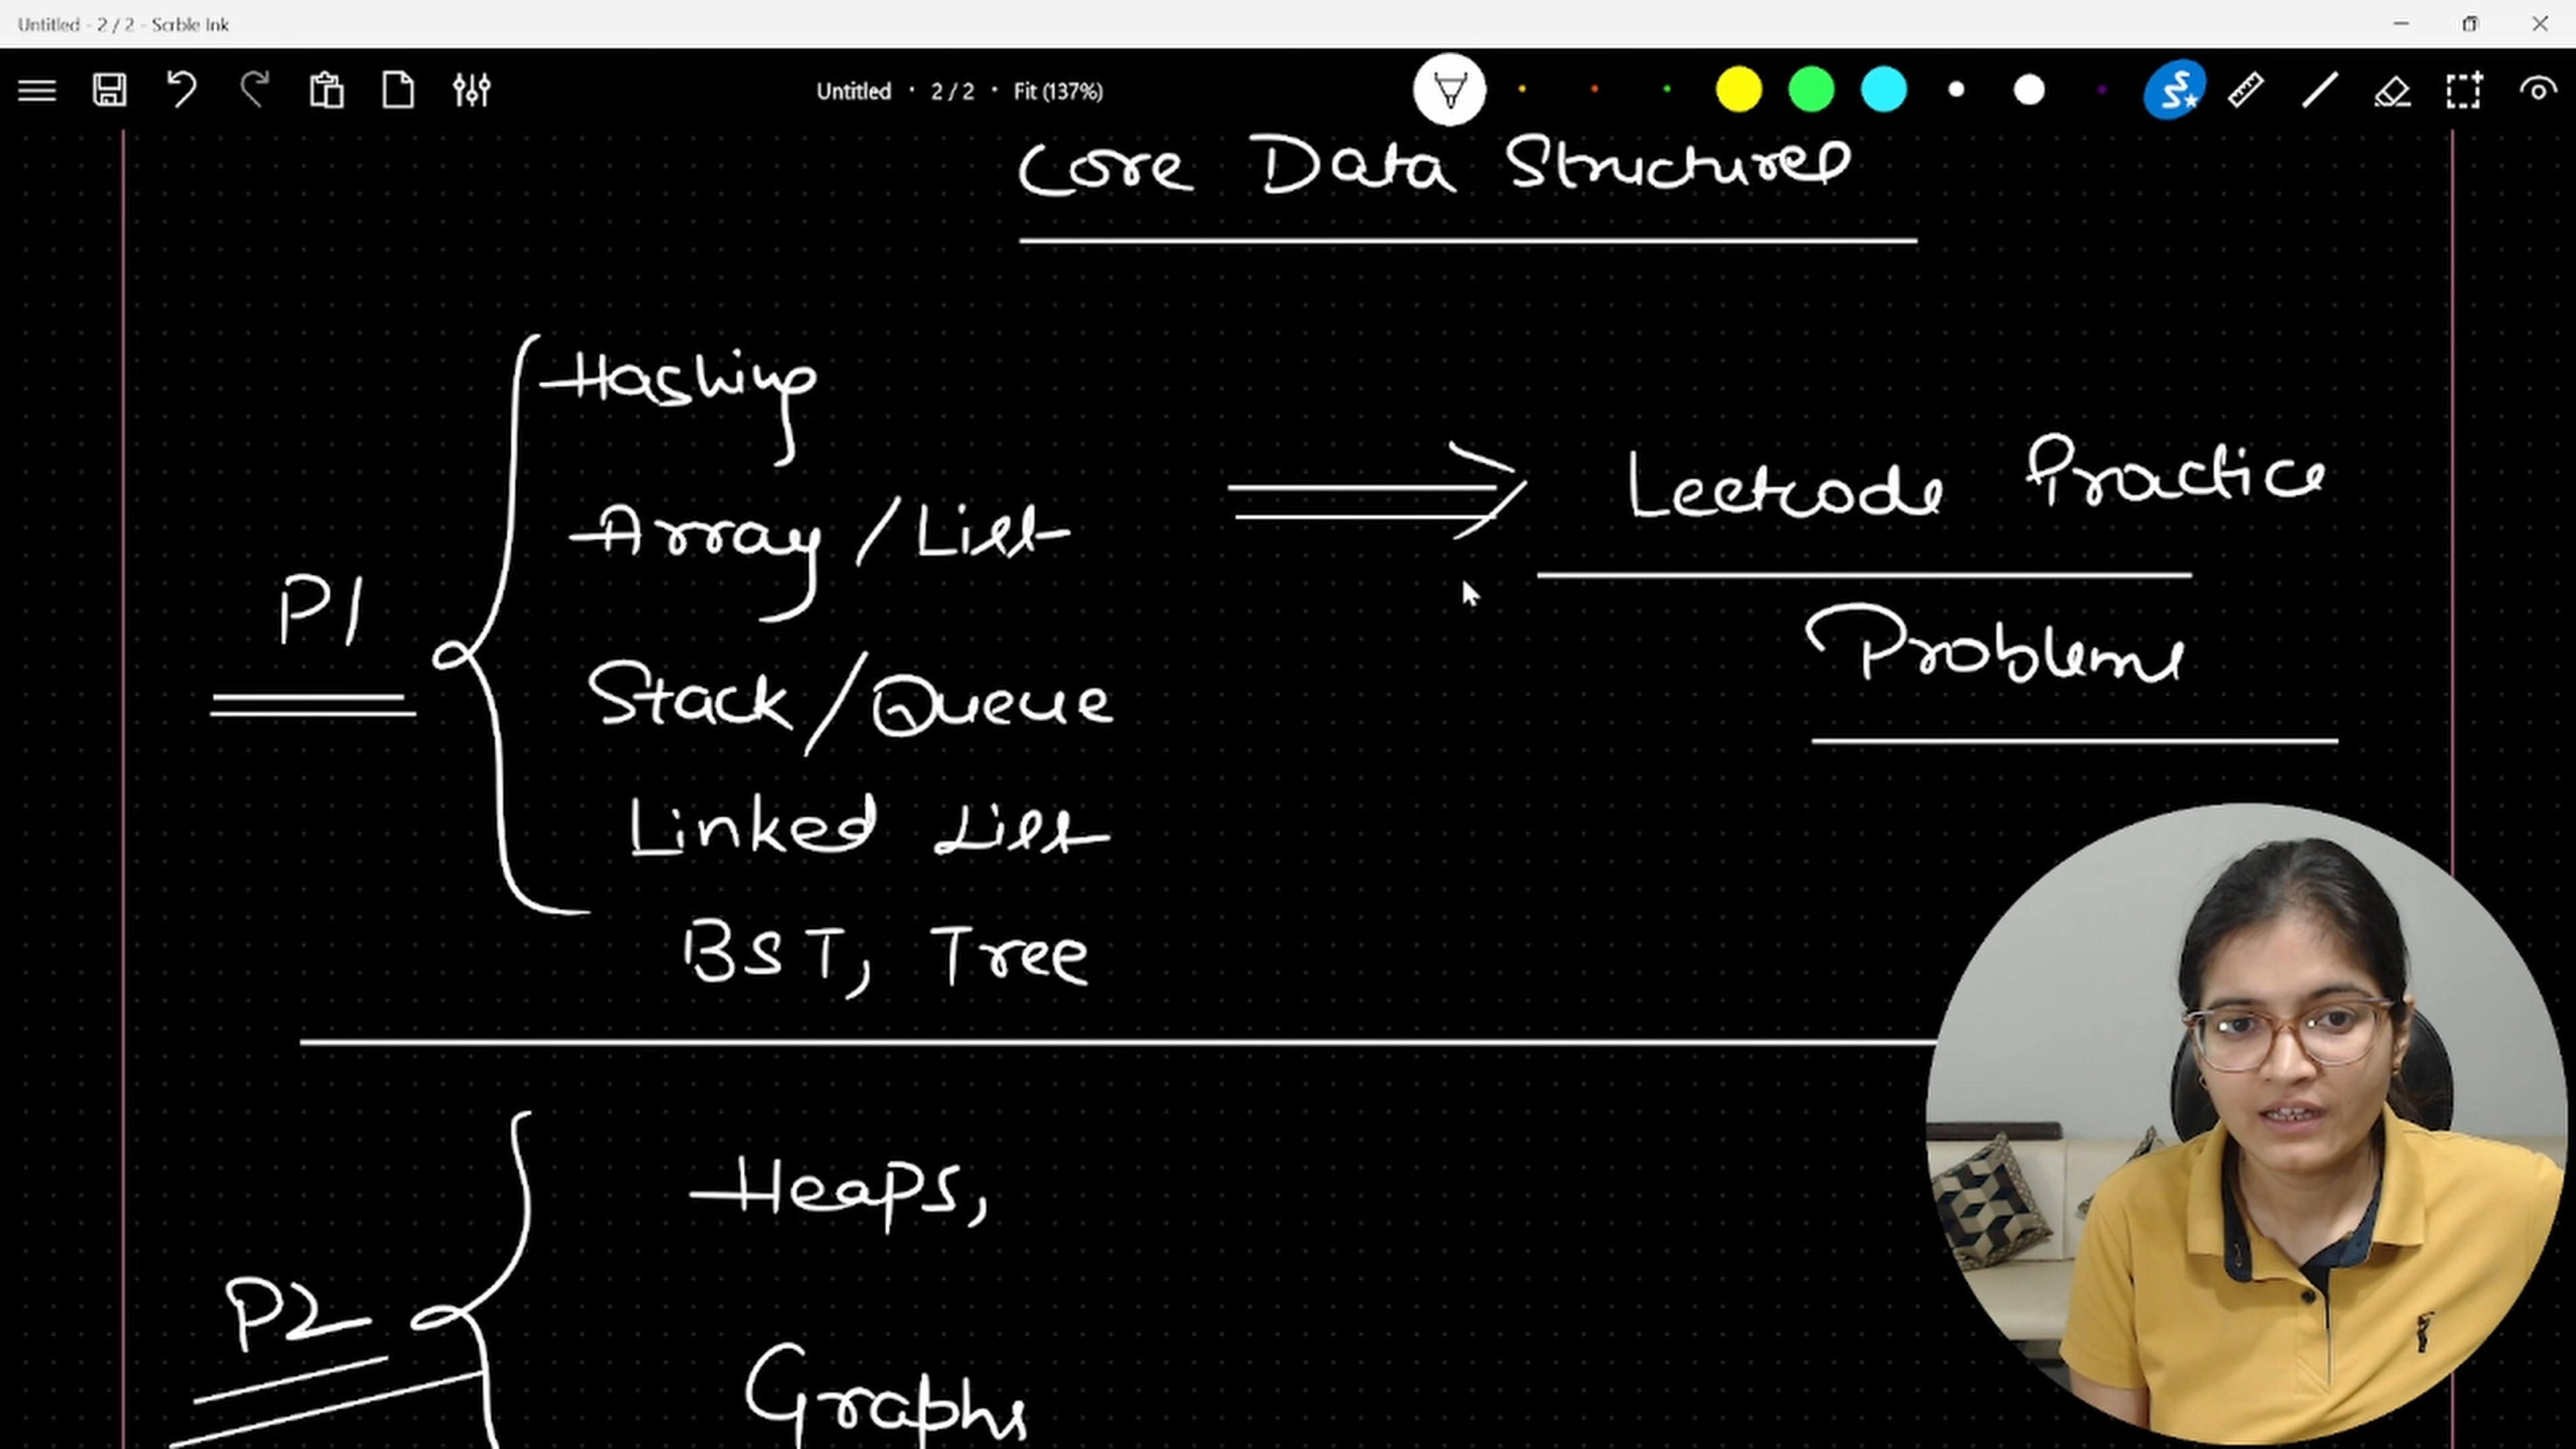 Untitled - 2 / 2 - Scrble Ink
Untitled · 2 / 2 · Fit (137%)
Core Data Structures
Hashing
Array / List
Leetcode Practice
P1
Problems
Stack / Queue
Linked List
BST, Tree
Heaps,
P2
Graphs